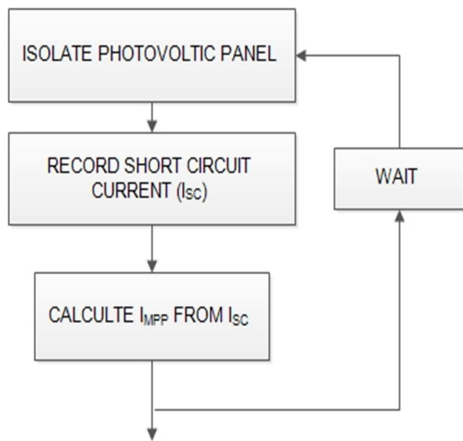 ISOLATE PHOTOVOLTIC PANEL
RECORD SHORT CIRCUIT
CURRENT (ISC)
WAIT
CALCULTE IMPP FROM ISC